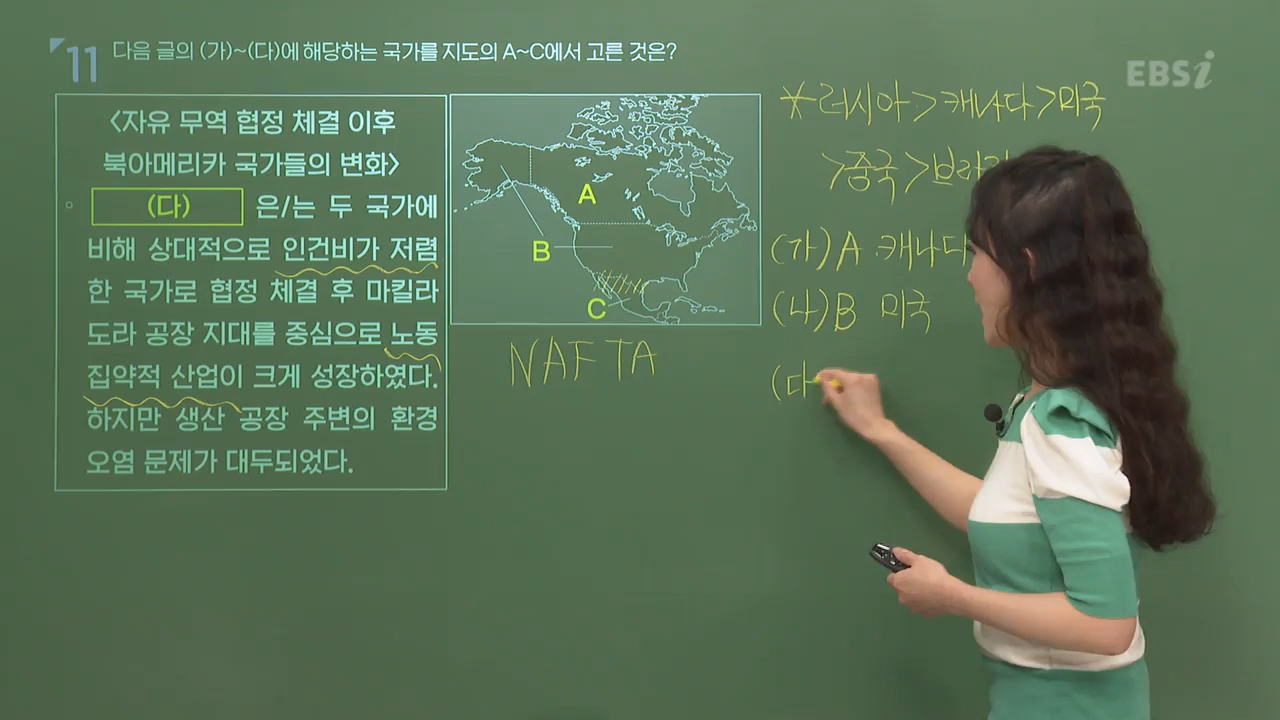 11 다음 글의 (가)~(다)에 해당하는 국가를 지도의 A~C에서 고른 것은?
EBSi
<자유 무역 협정 체결 이후
북아메리카 국가들의 변화>
(다) 은/는 두 국가에
비해 상대적으로 인건비가 저렴
한 국가로 협정 체결 후 마킬라
도라 공장 지대를 중심으로 노동
집약적 산업이 크게 성장하였다.
하지만 생산 공장 주변의 환경
오염 문제가 대두되었다.
A
B
C
NAFTA
*러시아>캐나다>미국
>중국>브라
(가) A 캐나다
(나) B 미국
(다